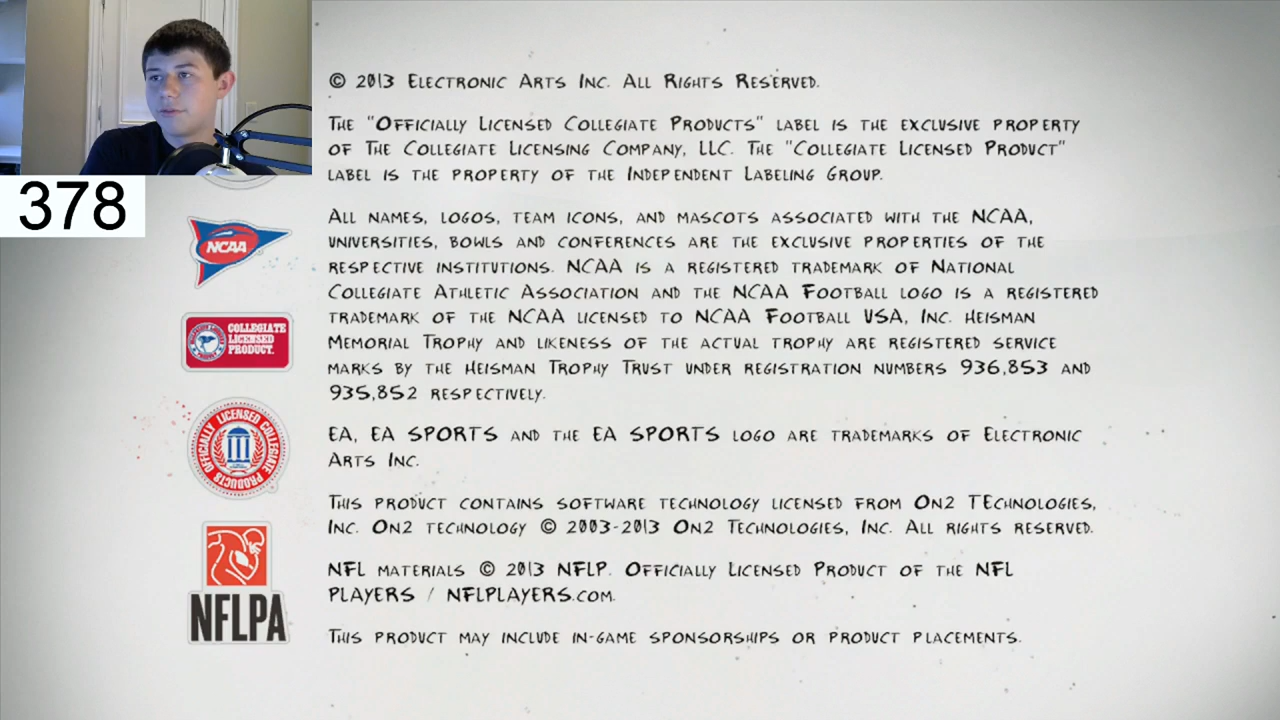 © 2013 Electronic Arts Inc. All Rights Reserved.
The "Officially Licensed Collegiate Products" label is the exclusive property
of The Collegiate Licensing Company, LLC. The "Collegiate Licensed Product"
label is the property of the Independent Labeling Group.
378
NCAA
All names, logos, team icons, and mascots associated with the NCAA,
universities, bowls and conferences are the exclusive properties of the
respective institutions. NCAA is a registered trademark of National
Collegiate Athletic Association and the NCAA Football logo is a registered
trademark of the NCAA licensed to NCAA Football USA, Inc. Heisman
Memorial Trophy and likeness of the actual trophy are registered service
marks by the Heisman Trophy Trust under registration numbers 936,853 and
935,852 respectively.
COLLEGIATE
LICENSED
PRODUCT.
OFFICIALLY LICENSED COLLEGIATE PRODUCTS
EA, EA SPORTS and the EA SPORTS logo are trademarks of Electronic
Arts Inc.
This product contains software technology licensed from On2 TEchnologies,
Inc. On2 technology © 2003-2013 On2 Technologies, Inc. All rights reserved.
NFL materials © 2013 NFLP. Officially Licensed Product of the NFL
PLAYERS / NFLPLAYERS.com.
NFLPA
This product may include in-game sponsorships or product placements.